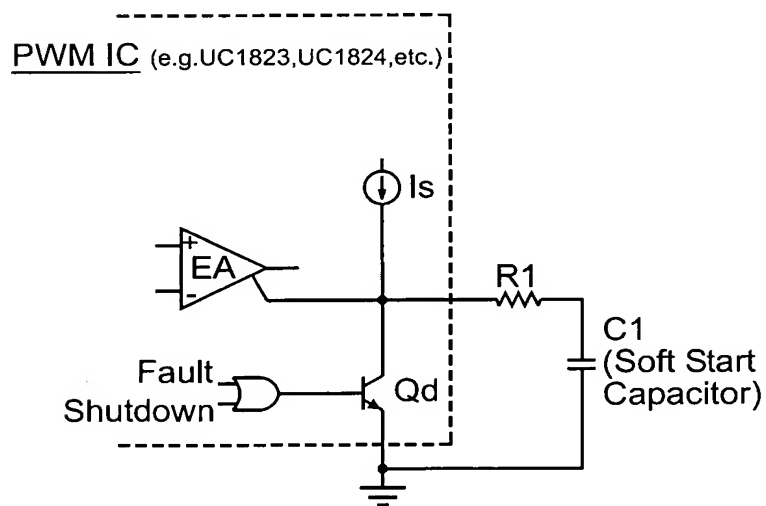 PWM IC (e.g.UC1823,UC1824,etc.)
Is
+
EA
-
R1
C1
(Soft Start
Capacitor)
Fault
Shutdown
Qd